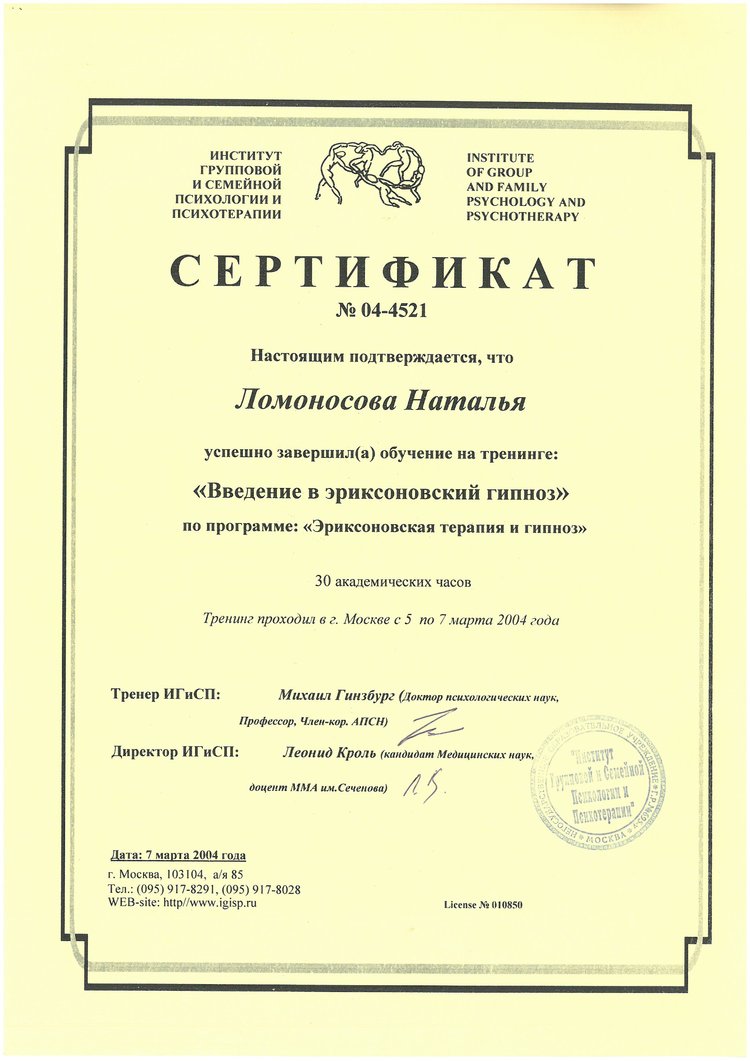 ИНСТИТУТ
ГРУППОВОЙ
И СЕМЕЙНОЙ
ПСИХОЛОГИИ И
ПСИХОТЕРАПИИ
INSTITUTE
OF GROUP
AND FAMILY
PSYCHOLOGY AND
PSYCHOTHERAPY
СЕРТИФИКАТ
№ 04-4521
Настоящим подтверждается, что
Ломоносова Наталья
успешно завершил(а) обучение на тренинге:
«Введение в эриксоновский гипноз»
по программе: «Эриксоновская терапия и гипноз»
30 академических часов
Тренинг проходил в г. Москве с 5 по 7 марта 2004 года
Тренер ИГиСП: Михаил Гинзбург (Доктор психологических наук,
Профессор, Член-кор. АПСН)
Директор ИГиСП: Леонид Кроль (кандидат Медицинских наук,
доцент ММА им.Сеченова)
"Институт
Групповой и Семейной
Психологии и
Психотерапии"
МОСКВА
Дата: 7 марта 2004 года
г. Москва, 103104, а/я 85
Тел.: (095) 917-8291, (095) 917-8028
WEB-site: http//www.igisp.ru
License № 010850